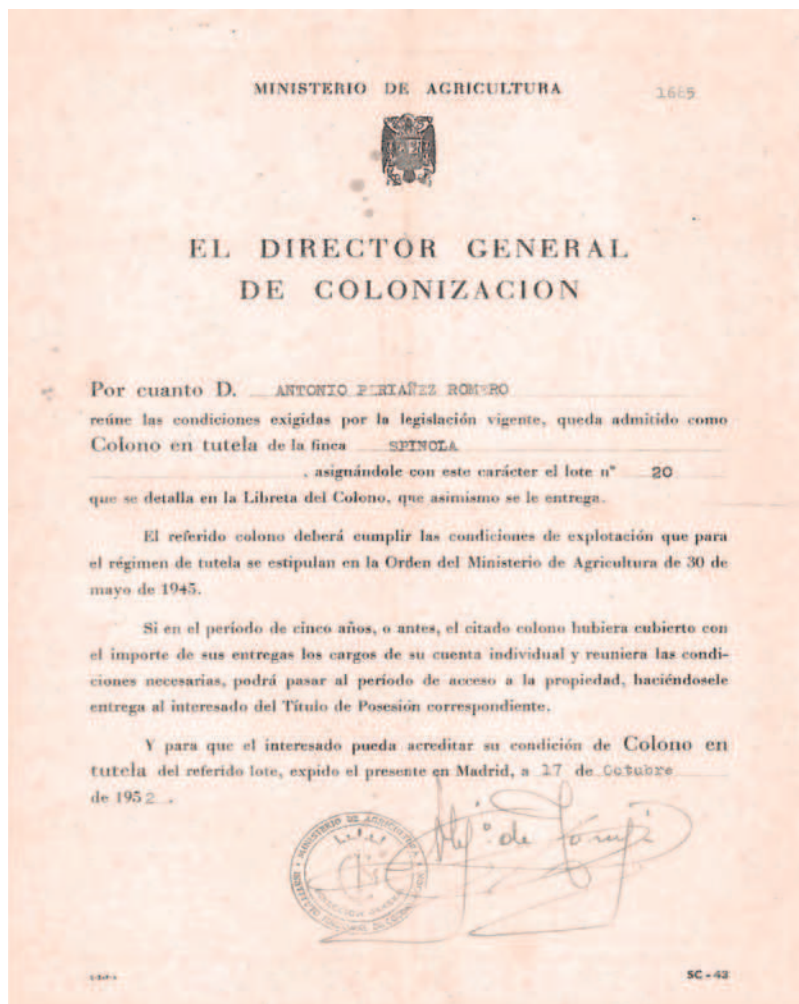 MINISTERIO DE AGRICULTURA
EL DIRECTOR GENERAL
DE COLONIZACION
Por cuanto D. ANTONIO PERIAÑEZ ROMERO
reúne las condiciones exigidas por la legislación vigente, queda admitido como
Colono en tutela de la finca SPINOLA
, asignándole con este carácter el lote n° 20
que se detalla en la Libreta del Colono, que asimismo se le entrega.
El referido colono deberá cumplir las condiciones de explotación que para
el régimen de tutela se estipulan en la Orden del Ministerio de Agricultura de 30 de
mayo de 1945.
Si en el período de cinco años, o antes, el citado colono hubiera cubierto con
el importe de sus entregas los cargos de su cuenta individual y reuniera las condi-
ciones necesarias, podrá pasar al período de acceso a la propiedad, haciéndosele
entrega al interesado del Título de Posesión correspondiente.
Y para que el interesado pueda acreditar su condición de Colono en
tutela del referido lote, expido el presente en Madrid, a 17 de Octubre
de 1952.
MINISTERIO DE AGRICULTURA
DIRECCION GENERAL
SC-43